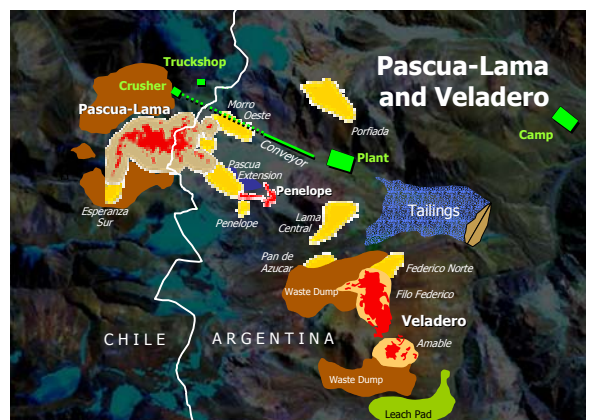 Pascua-Lama
and Veladero
Truckshop
Crusher
Pascua-Lama
Morro
Oeste
Porfiada
Camp
Conveyor
Plant
Pascua
Extension
Penelope
Esperanza
Sur
Penelope
Lama
Central
Tailings
Pan de
Azucar
Federico Norte
Waste Dump
Filo Federico
Veladero
CHILE
ARGENTINA
Amable
Waste Dump
Leach Pad